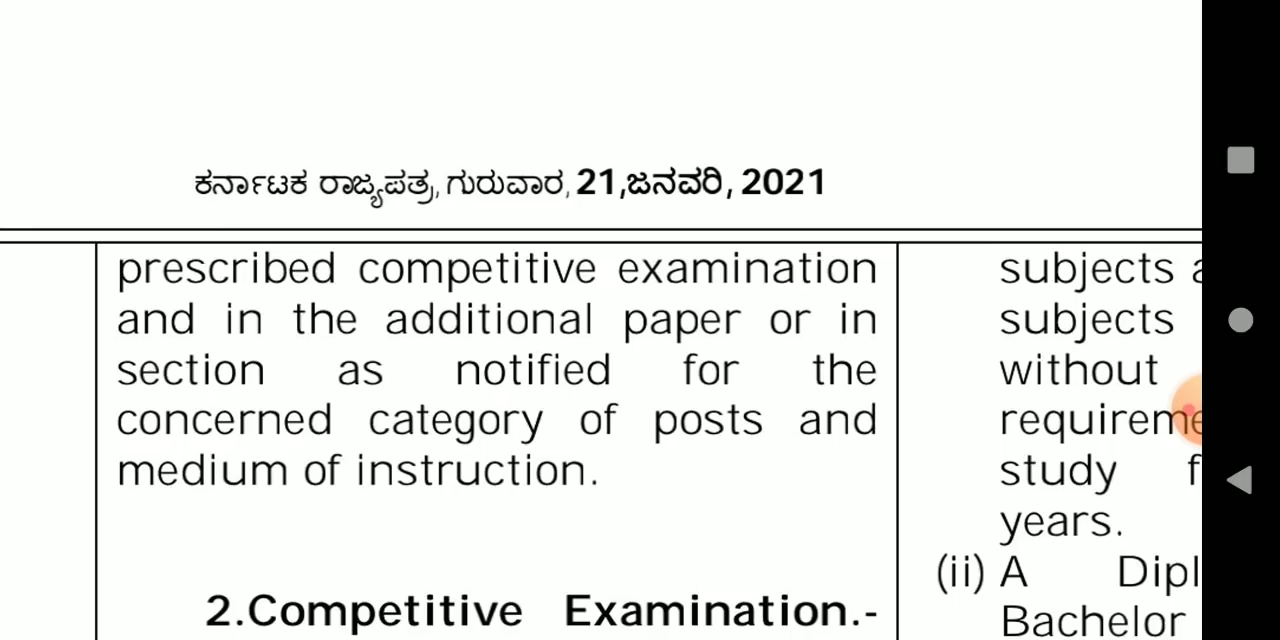 ಕರ್ನಾಟಕ ರಾಜ್ಯಪತ್ರ, ಗುರುವಾರ, 21,ಜನವರಿ, 2021
prescribed competitive examination
and in the additional paper or in
section as notified for the
concerned category of posts and
medium of instruction.
2.Competitive Examination.-
subjects
subjects
without
study
years.
(ii) A
Bachelor